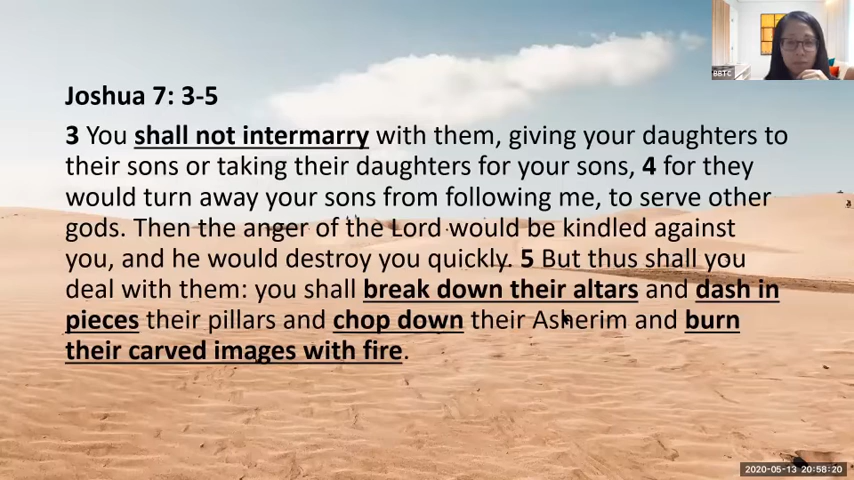 BBTC
Joshua 7: 3-5
3 You shall not intermarry with them, giving your daughters to
their sons or taking their daughters for your sons, 4 for they
would turn away your sons from following me, to serve other
gods. Then the anger of the Lord would be kindled against
you, and he would destroy you quickly. 5 But thus shall you
deal with them: you shall break down their altars and dash in
pieces their pillars and chop down their Asherim and burn
their carved images with fire.
2020-05-13 20:58:20